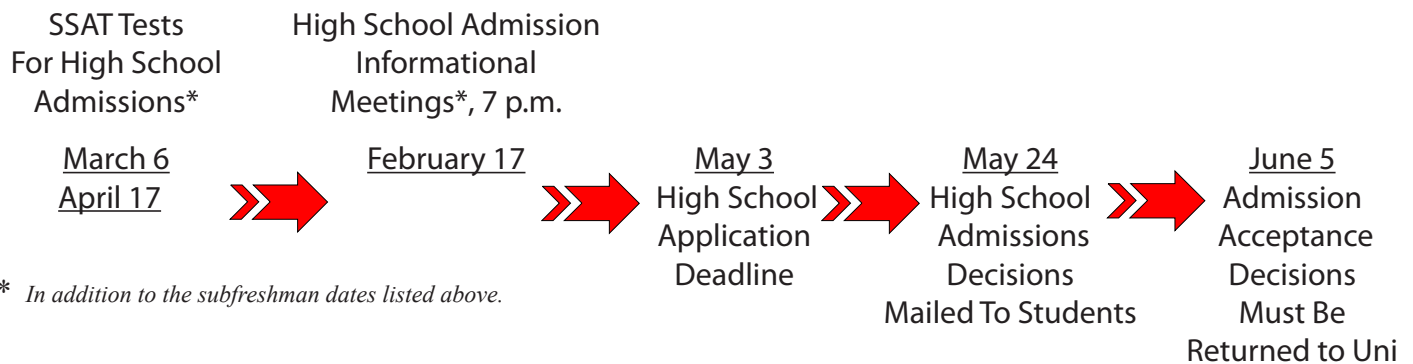 SSAT Tests
For High School
Admissions*
March 6
April 17
High School Admission
Informational
Meetings*, 7 p.m.
February 17
May 3
High School
Application
Deadline
May 24
High School
Admissions
Decisions
Mailed To Students
June 5
Admission
Acceptance
Decisions
Must Be
Returned to Uni
* In addition to the subfreshman dates listed above.